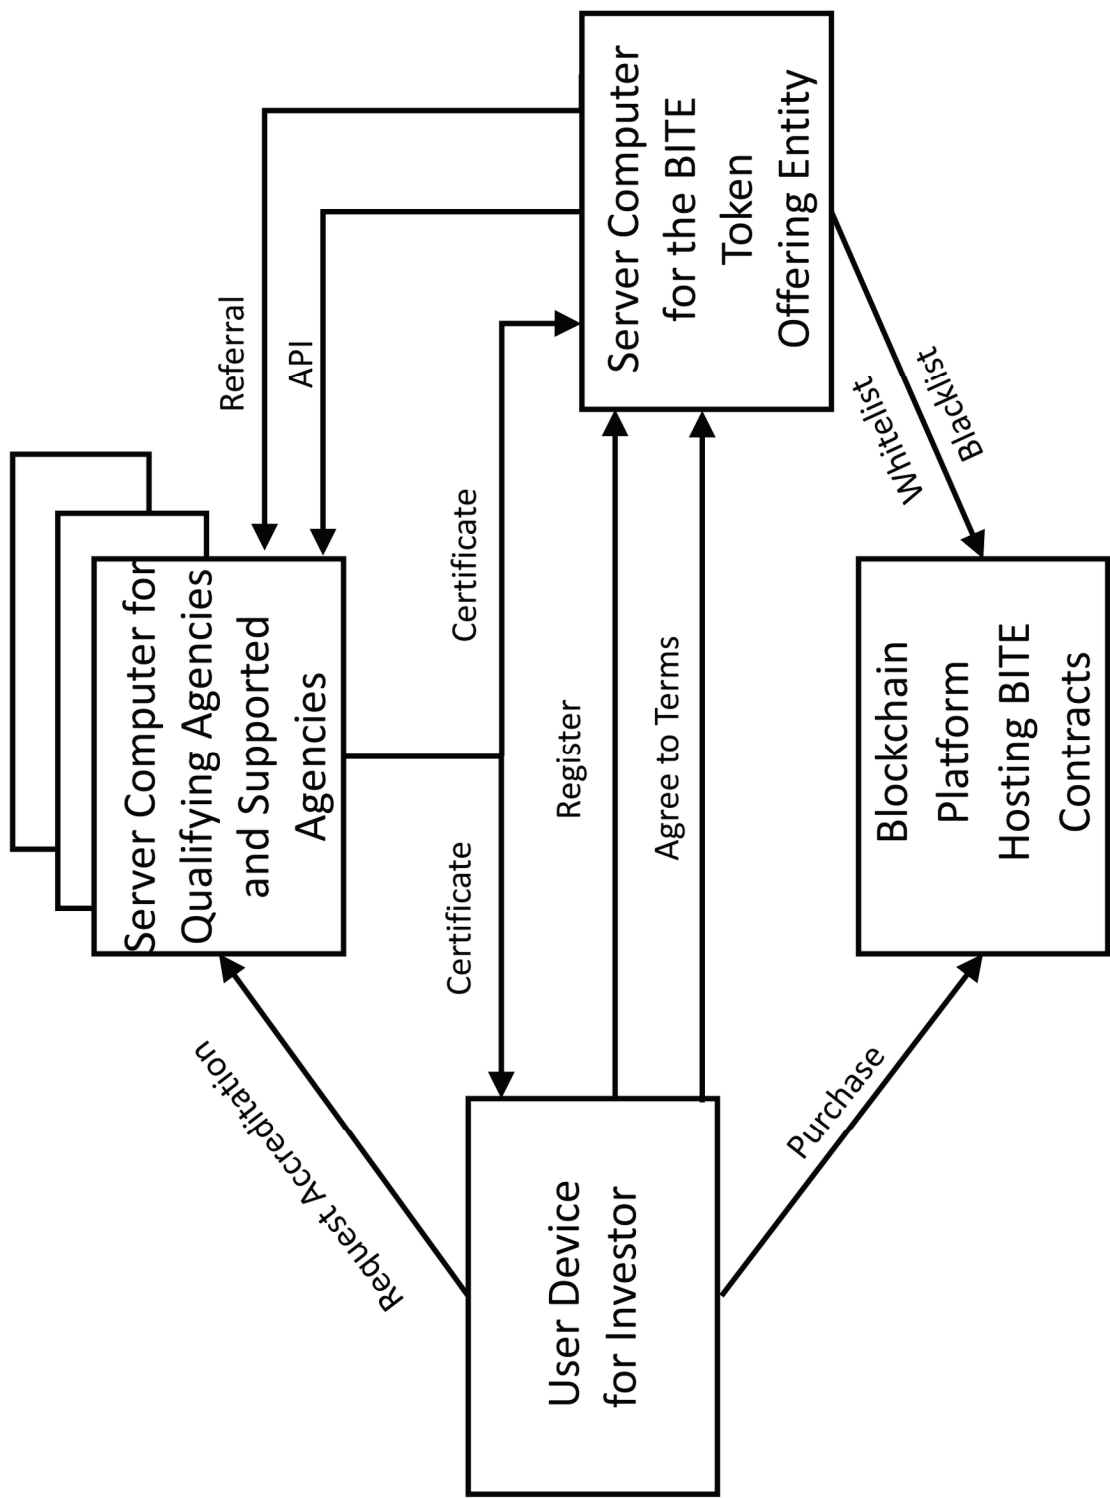 Server Computer for
Qualifying Agencies
and Supported
Agencies
Request Accreditation
Referral
API
Certificate
Certificate
User Device
for Investor
Register
Agree to Terms
Server Computer
for the BITE
Token
Offering Entity
Purchase
Whitelist
Blacklist
Blockchain
Platform
Hosting BITE
Contracts